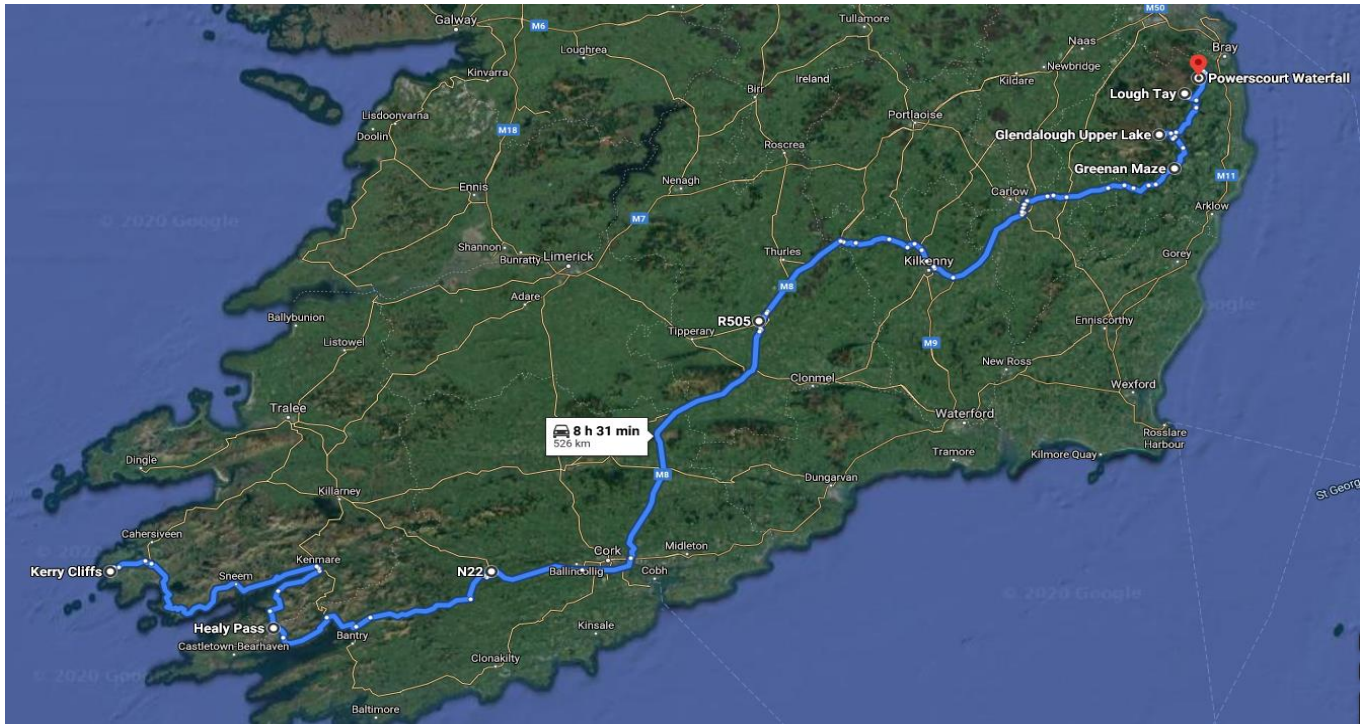 M50
Galway
M6
Tullamore
Loughrea
Naas
Bray
Newbridge
Kinvarra
Birr
Ireland
Kildare
Powerscourt Waterfall
Lough Tay
Lisdoonvarna
Portlaoise
Doolin
M18
Glendalough Upper Lake
Roscrea
Greenan Maze
Nenagh
M11
Ennis
Carlow
Arklow
© 2020 Google
M7
Shannon
Bunratty
Limerick
Thurles
Kilkenny
Gorey
M8
Adare
Ballybunion
R505
Enniscorthy
Tipperary
Listowel
M9
New Ross
Clonmel
Wexford
Tralee
Waterford
8 h 31 min
526 km
Rosslare
Harbour
Dingle
Tramore
Kilmore Quay
M8
Dungarvan
Killarney
St Georg
Cahersiveen
Cork
Midleton
Kenmare
Kerry Cliffs
Sneem
N22
Ballincollig
Cobh
© 2020 Google
Healy Pass
Bantry
Kinsale
Castletown-Bearhaven
Clonakilty
Baltimore